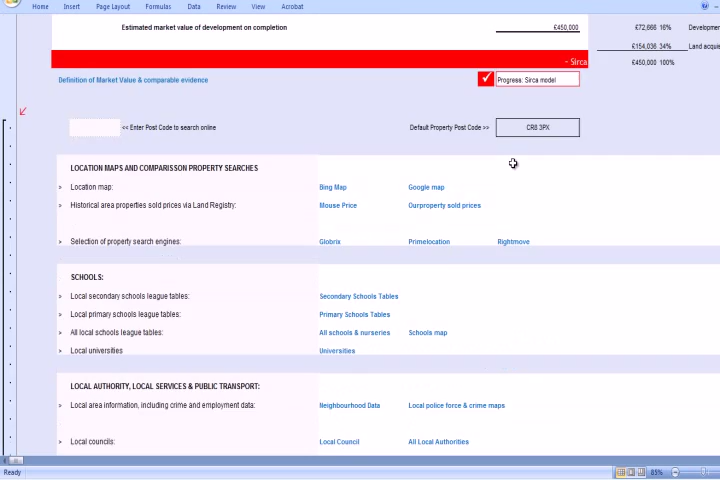 Home Insert Page Layout Formulas Data Review View Acrobat
Estimated market value of development on completion £450,000 £72,666 16% Developmen
£154,036 34% Land acquie
- Sirca £450,000 100%
Definition of Market Value & comparable evidence Progress: Sirca model
<< Enter Post Code to search online Default Property Post Code >> CR8 3PX
LOCATION MAPS AND COMPARISSON PROPERTY SEARCHES
> Location map: Bing Map Google map
> Historical area properties sold prices via Land Registry: Mouse Price Ourproperty sold prices
> Selection of property search engines: Globrix Primelocation Rightmove
SCHOOLS:
> Local secondary schools league tables: Secondary Schools Tables
> Local primary schools league tables: Primary Schools Tables
> All local schools league tables: All schools & nurseries Schools map
> Local universities Universities
LOCAL AUTHORITY, LOCAL SERVICES & PUBLIC TRANSPORT:
> Local area information, including crime and employment data: Neighbourhood Data Local police force & crime maps
> Local councils: Local Council All Local Authorities
Ready 85%